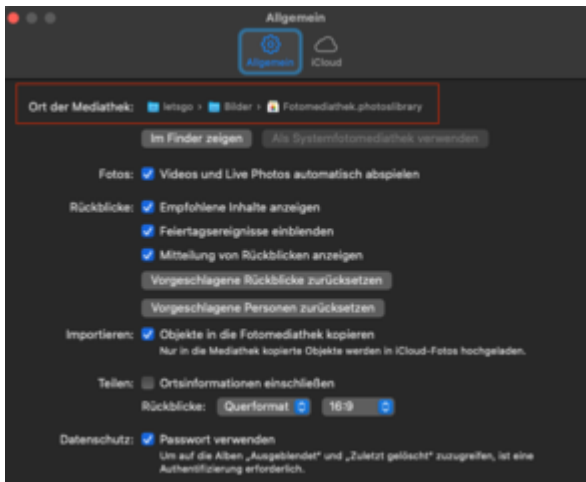 Allgemein
Allgemein iCloud
Ort der Mediathek: letsgo › Bilder › Fotomediathek.photoslibrary
Im Finder zeigen Als Systemfotomediathek verwenden
Fotos: Videos und Live Photos automatisch abspielen
Rückblicke: Empfohlene Inhalte anzeigen
Feiertagsereignisse einblenden
Mitteilung von Rückblicken anzeigen
Vorgeschlagene Rückblicke zurücksetzen
Vorgeschlagene Personen zurücksetzen
Importieren: Objekte in die Fotomediathek kopieren
Nur in die Mediathek kopierte Objekte werden in iCloud-Fotos hochgeladen.
Teilen: Ortsinformationen einschließen
Rückblicke: Querformat 16:9
Datenschutz: Passwort verwenden
Um auf die Alben „Ausgeblendet“ und „Zuletzt gelöscht“ zuzugreifen, ist eine
Authentifizierung erforderlich.